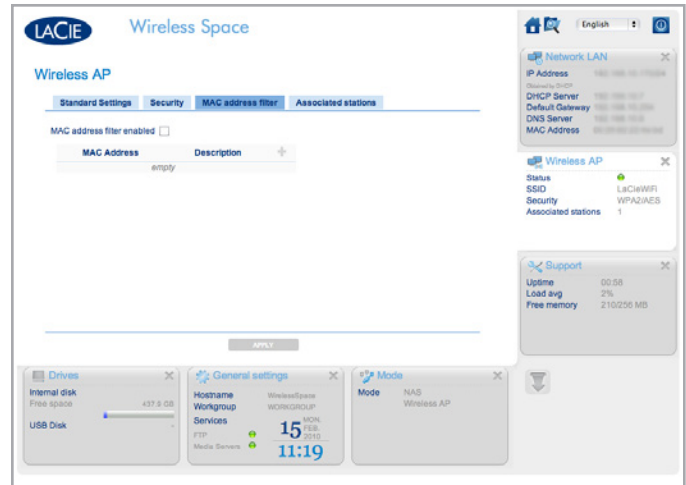 LACIE
Wireless Space
English
Wireless AP
Standard Settings Security MAC address filter Associated stations
MAC address filter enabled
MAC Address Description
empty
APPLY
Network LAN
IP Address
Obtained by DHCP
DHCP Server
Default Gateway
DNS Server
MAC Address
Wireless AP
Status
SSID LaCieWiFi
Security WPA2/AES
Associated stations 1
Support
Uptime 00:58
Load avg 2%
Free memory 210/256 MB
Drives
Internal disk
Free space 437.9 GB
USB Disk -
General settings
Hostname WirelessSpace
Workgroup WORKGROUP
Services
FTP
Media Servers
15 MON. FEB. 2010
11:19
Mode
Mode NAS
Wireless AP